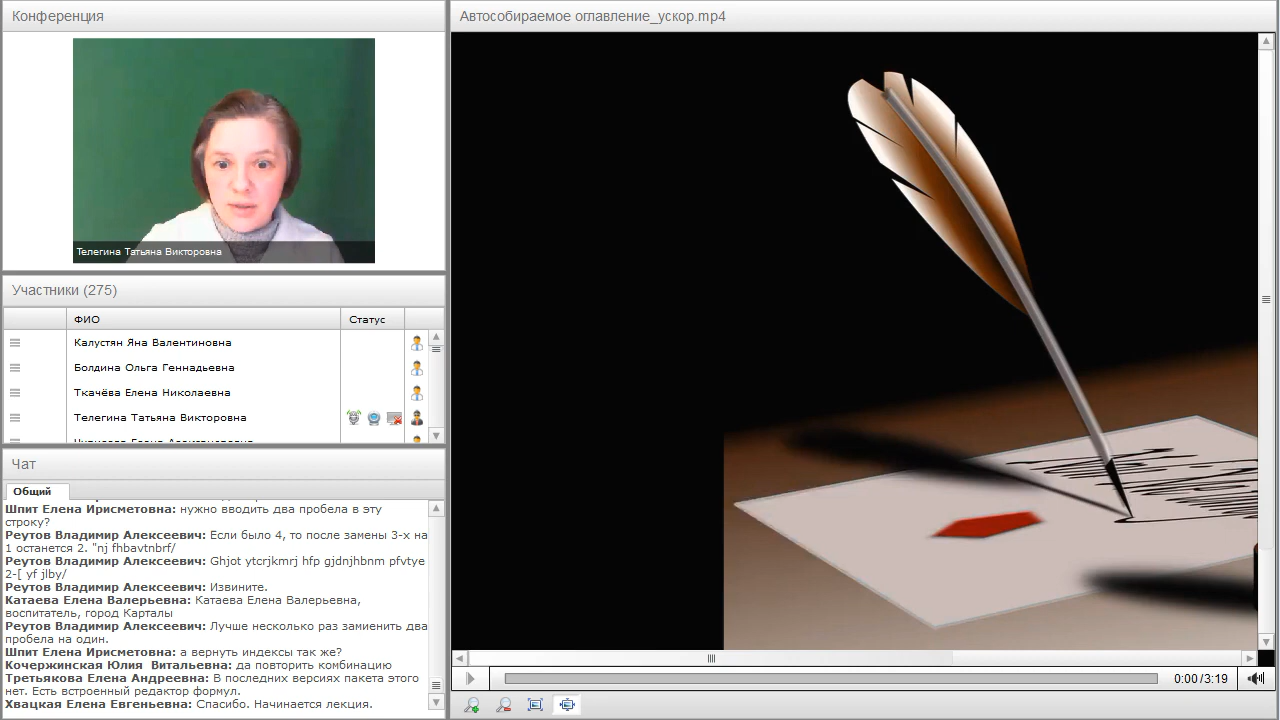 Конференция
Телегина Татьяна Викторовна
Участники (275)
ФИО Статус
Калустян Яна Валентиновна
Болдина Ольга Геннадьевна
Ткачёва Елена Николаевна
Телегина Татьяна Викторовна
Чат
Общий
Шпит Елена Ирисметовна: нужно вводить два пробела в эту
строку?
Реутов Владимир Алексеевич: Если было 4, то после замены 3-х на
1 останется 2. "nj fhbavtnbrf/
Реутов Владимир Алексеевич: Ghjot ytcrjkmrj hfp gjdnjhbnm pfvtye
2-[ yf jlby/
Реутов Владимир Алексеевич: Извините.
Катаева Елена Валерьевна: Катаева Елена Валерьевна,
воспитатель, город Карталы
Реутов Владимир Алексеевич: Лучше несколько раз замиенить два
пробела на один.
Шпит Елена Ирисметовна: а вернуть индексы так же?
Кочержинская Юлия Витальевна: да повторить комбинацию
Третьякова Елена Андреевна: В последних версиях пакета этого
нет. Есть встроенный редактор формул.
Хвацкая Елена Евгеньевна: Спасибо. Начинается лекция.
Автособираемое оглавление_ускор.mp4
0:00 /3:19